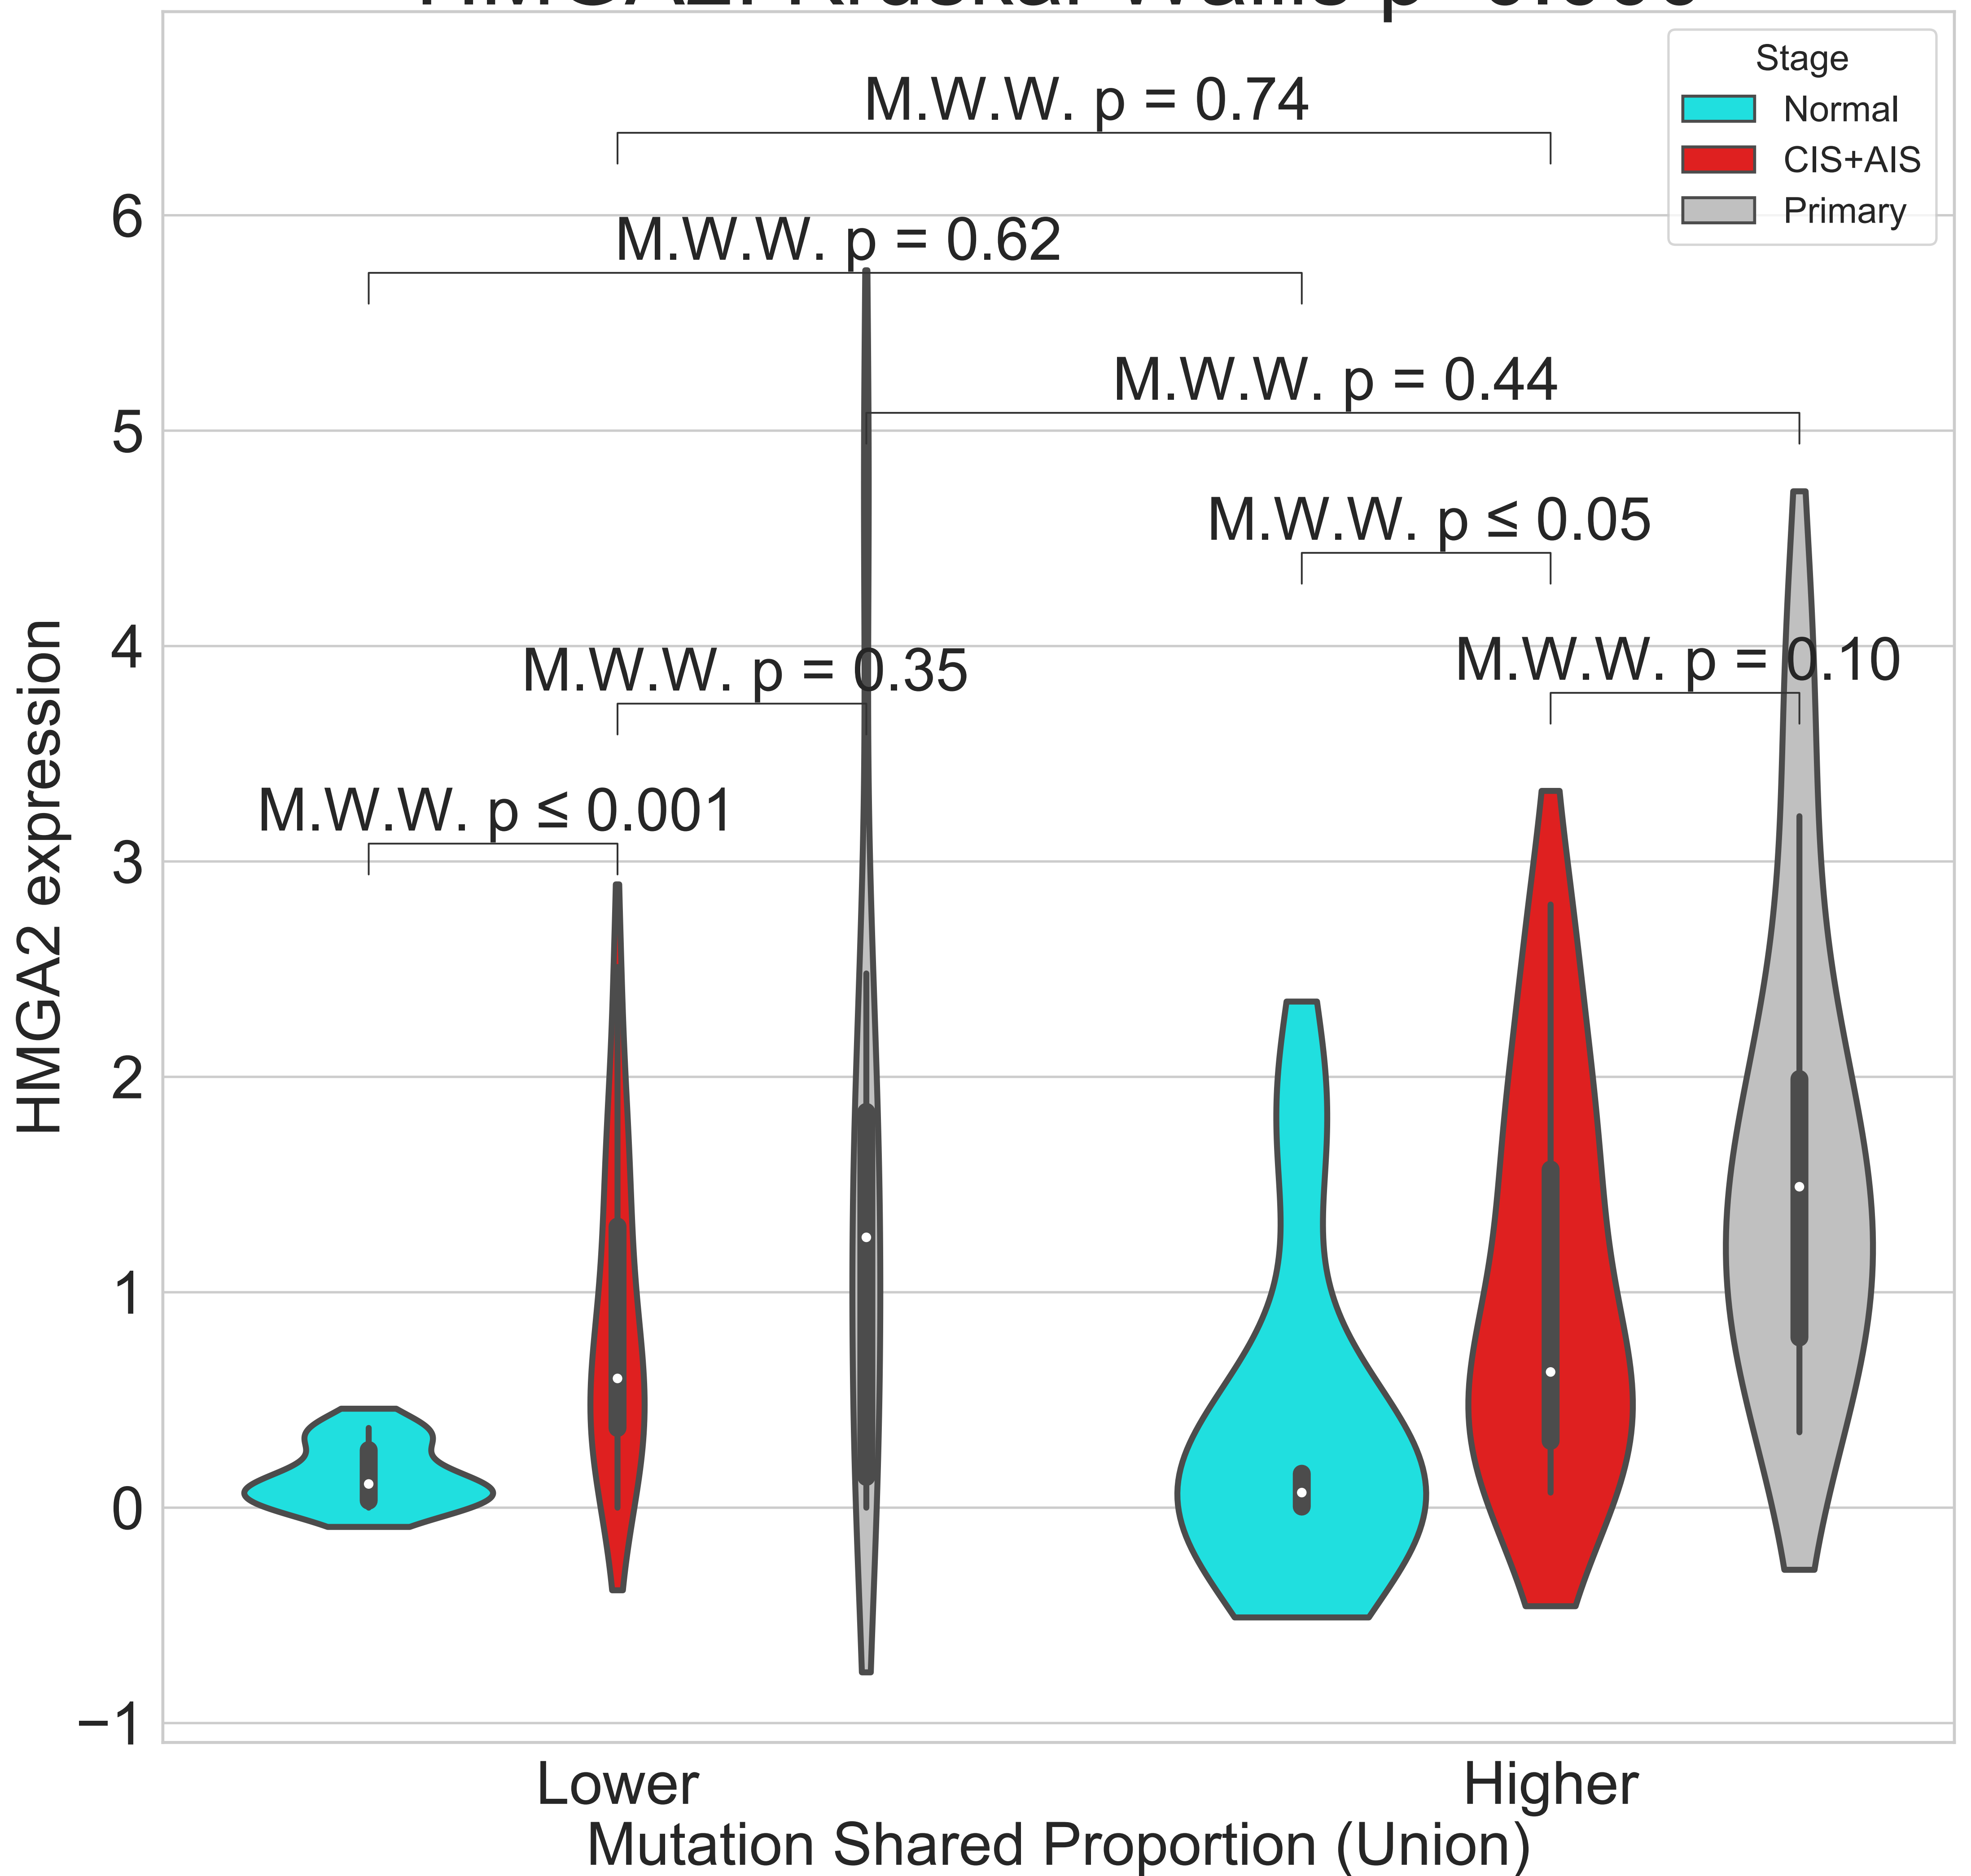 Stage
Normal
CIS+AIS
Primary
M.W.W. p = 0.74
M.W.W. p = 0.62
M.W.W. p = 0.44
M.W.W. p ≤ 0.05
M.W.W. p = 0.35
M.W.W. p = 0.10
M.W.W. p ≤ 0.001
HMGA2 expression
6
5
4
3
2
1
0
−1
Lower
Higher
Mutation Shared Proportion (Union)